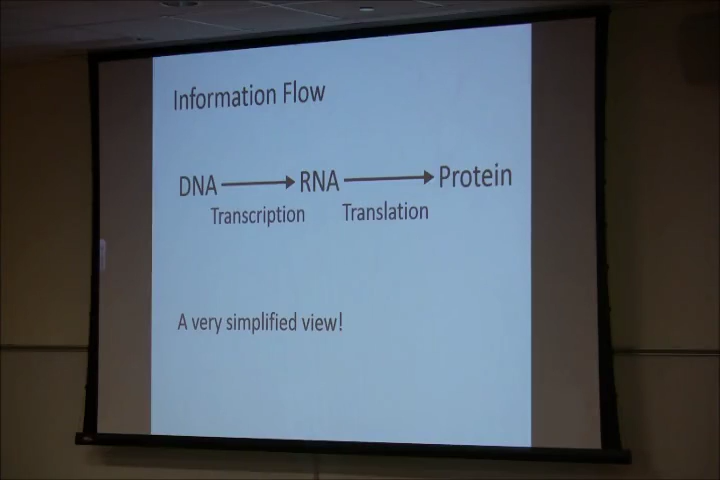 Information Flow
DNA → RNA → Protein
Transcription Translation
A very simplified view!